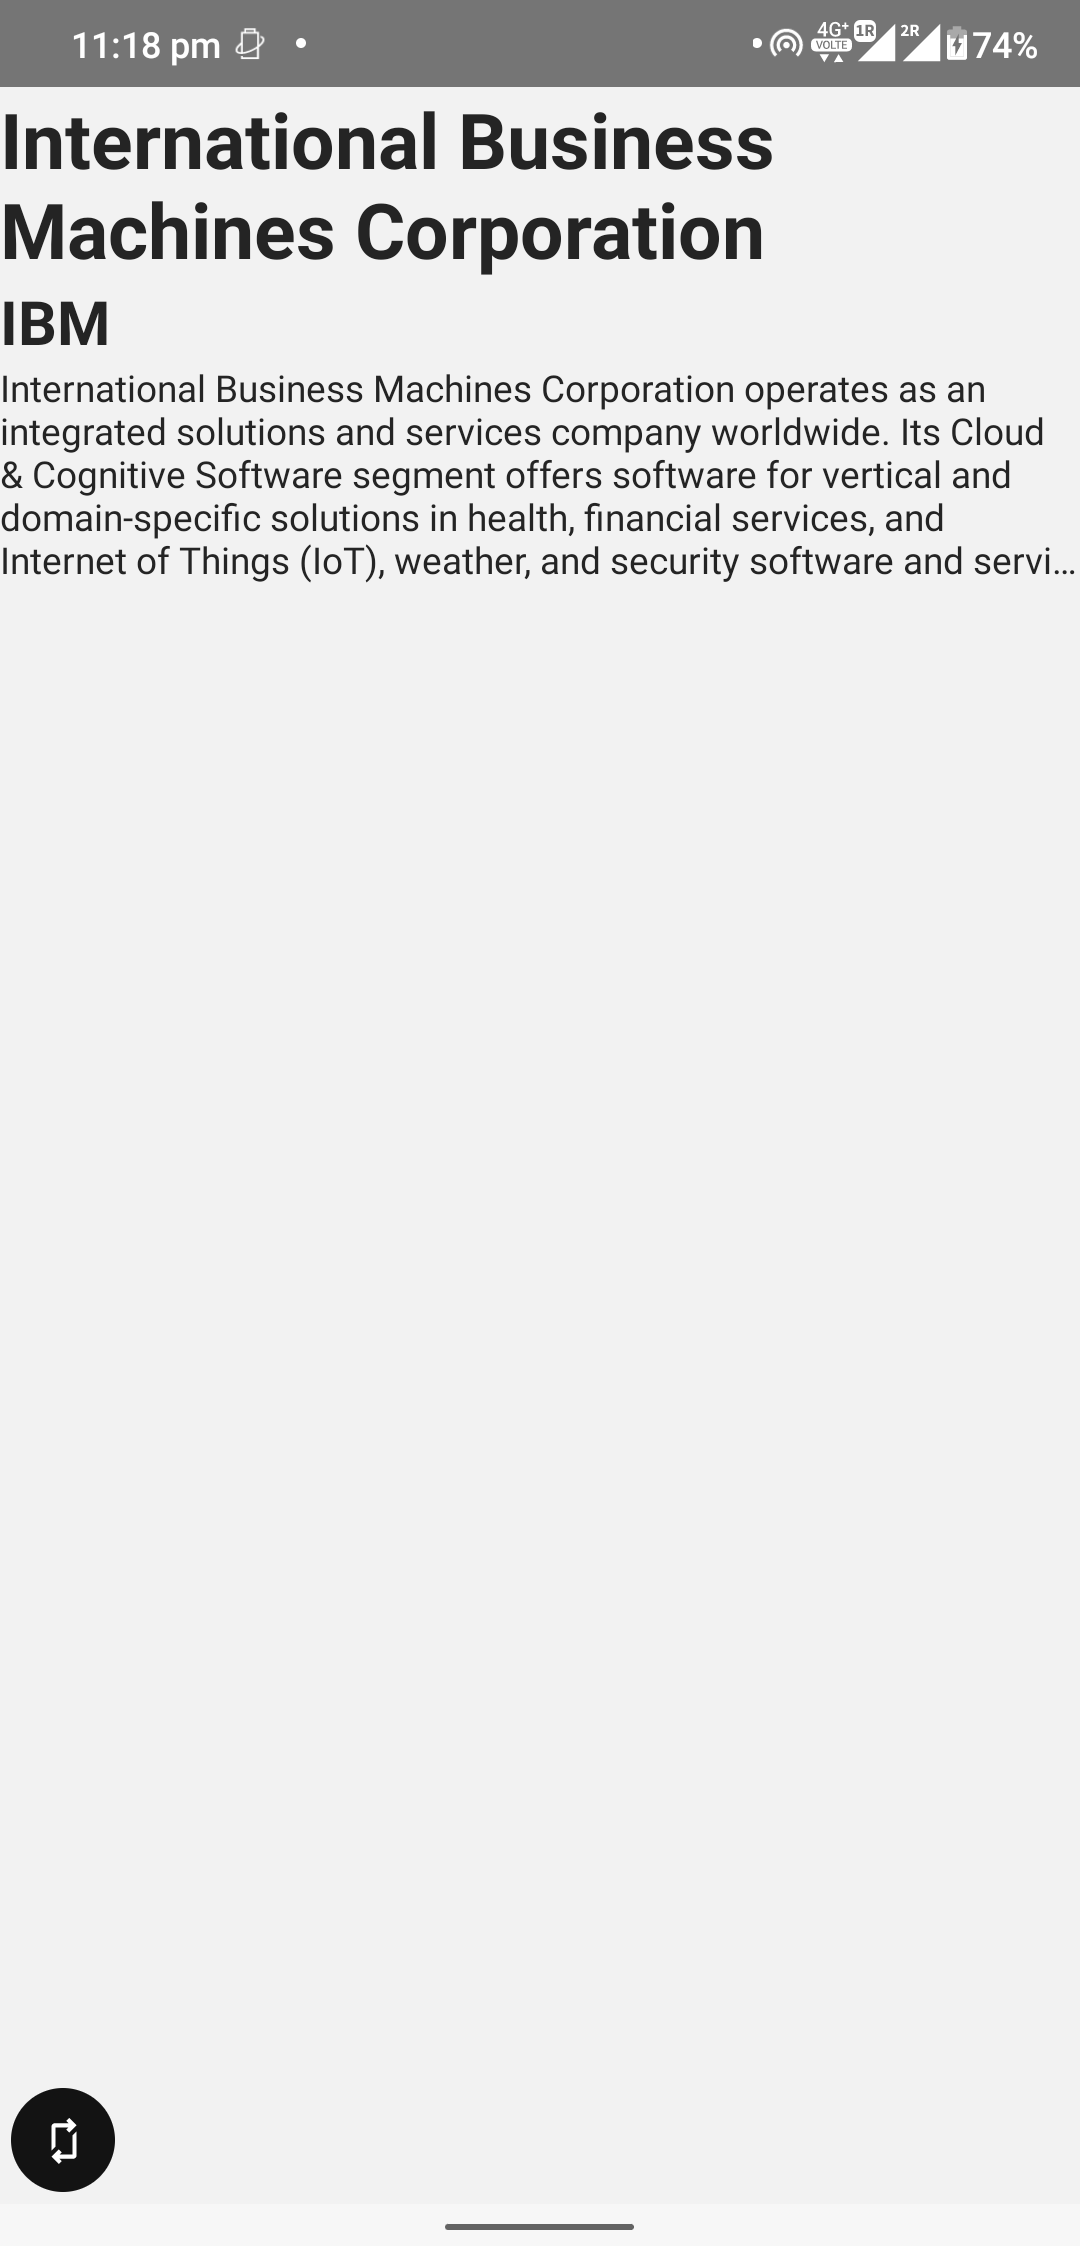 11:18 pm
4G+ VOLTE 1R 2R 74%
International Business
Machines Corporation
IBM
International Business Machines Corporation operates as an
integrated solutions and services company worldwide. Its Cloud
& Cognitive Software segment offers software for vertical and
domain-specific solutions in health, financial services, and
Internet of Things (IoT), weather, and security software and servi...